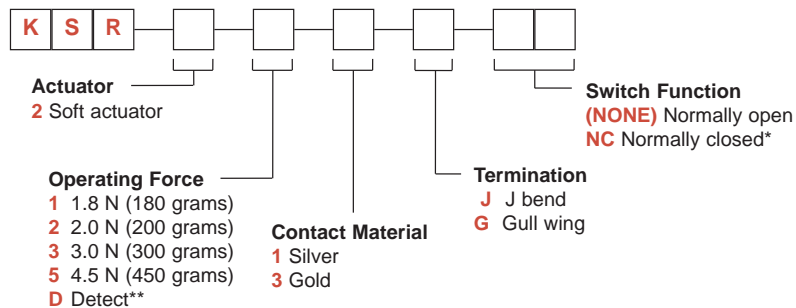 K S R
Actuator
2 Soft actuator
Switch Function
(NONE) Normally open
NC Normally closed*
Operating Force
1 1.8 N (180 grams)
2 2.0 N (200 grams)
3 3.0 N (300 grams)
5 4.5 N (450 grams)
D Detect**
Contact Material
1 Silver
3 Gold
Termination
J J bend
G Gull wing